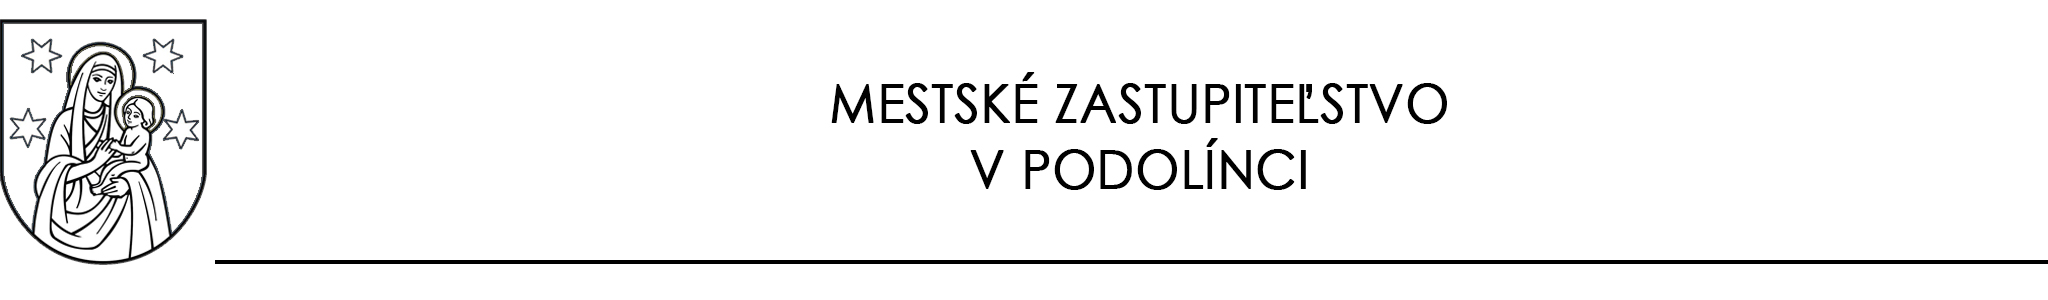 MESTSKÉ ZASTUPITEĽSTVO
V PODOLÍNCI